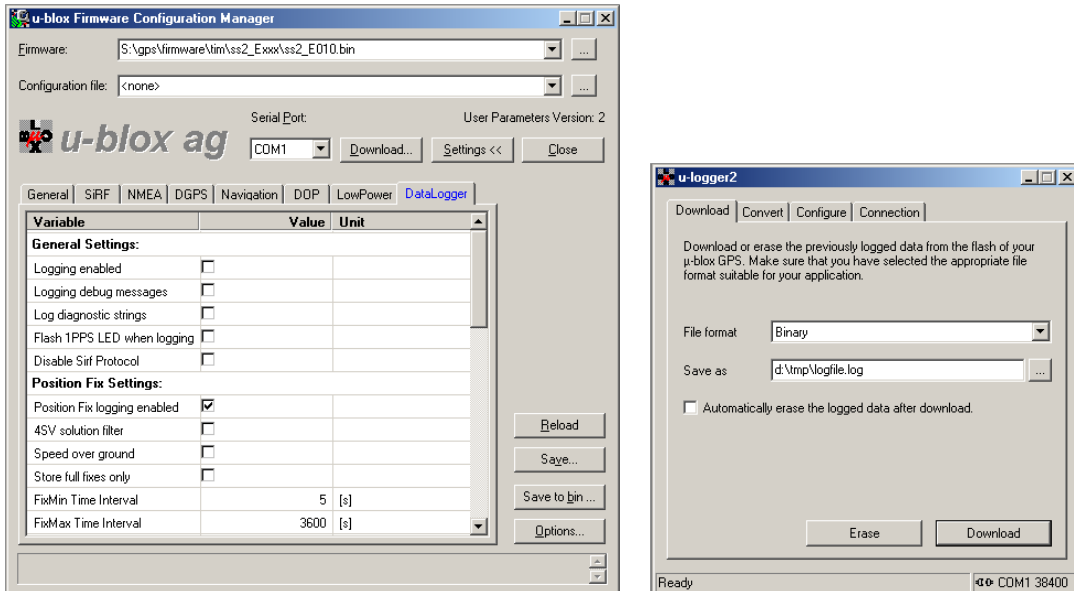 u-blox Firmware Configuration Manager
Firmware: S:\gps\firmware\tim\ss2_Exxx\ss2_E010.bin ...
Configuration file: <none> ...
Serial Port: User Parameters Version: 2
u-blox ag COM1 Download... Settings << Close
General SiRF NMEA DGPS Navigation DOP LowPower DataLogger
Variable Value Unit
General Settings:
Logging enabled
Logging debug messages
Log diagnostic strings
Flash 1PPS LED when logging
Disable Sirf Protocol
Position Fix Settings:
Position Fix logging enabled
4SV solution filter
Speed over ground
Store full fixes only
FixMin Time Interval 5 [s]
FixMax Time Interval 3600 [s]
Reload
Save...
Save to bin ...
Options...
u-logger2
Download Convert Configure Connection
Download or erase the previously logged data from the flash of your
µ-blox GPS. Make sure that you have selected the appropriate file
format suitable for your application.
File format Binary
Save as d:\tmp\logfile.log ...
Automatically erase the logged data after download.
Erase Download
Ready COM1 38400